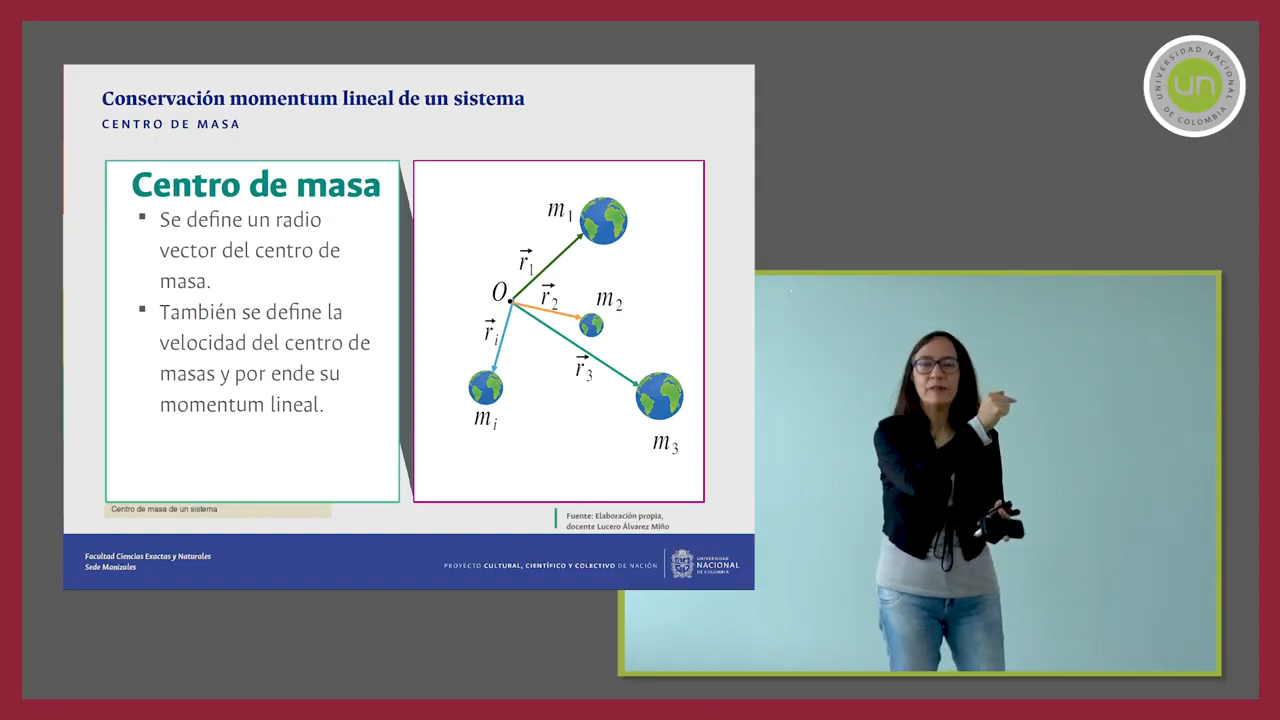 Conservación momentum lineal de un sistema
CENTRO DE MASA
Centro de masa
▪ Se define un radio
vector del centro de
masa.
▪ También se define la
velocidad del centro de
masas y por ende su
momentum lineal.
m1
r1
O
r2
m2
ri
r3
mi
m3
Centro de masa de un sistema
Fuente: Elaboración propia,
docente Lucero Álvarez Miño
Facultad Ciencias Exactas y Naturales
Sede Manizales
PROYECTO CULTURAL, CIENTÍFICO Y COLECTIVO DE NACIÓN
UNIVERSIDAD
NACIONAL
DE COLOMBIA
UNIVERSIDAD NACIONAL
un
DE COLOMBIA